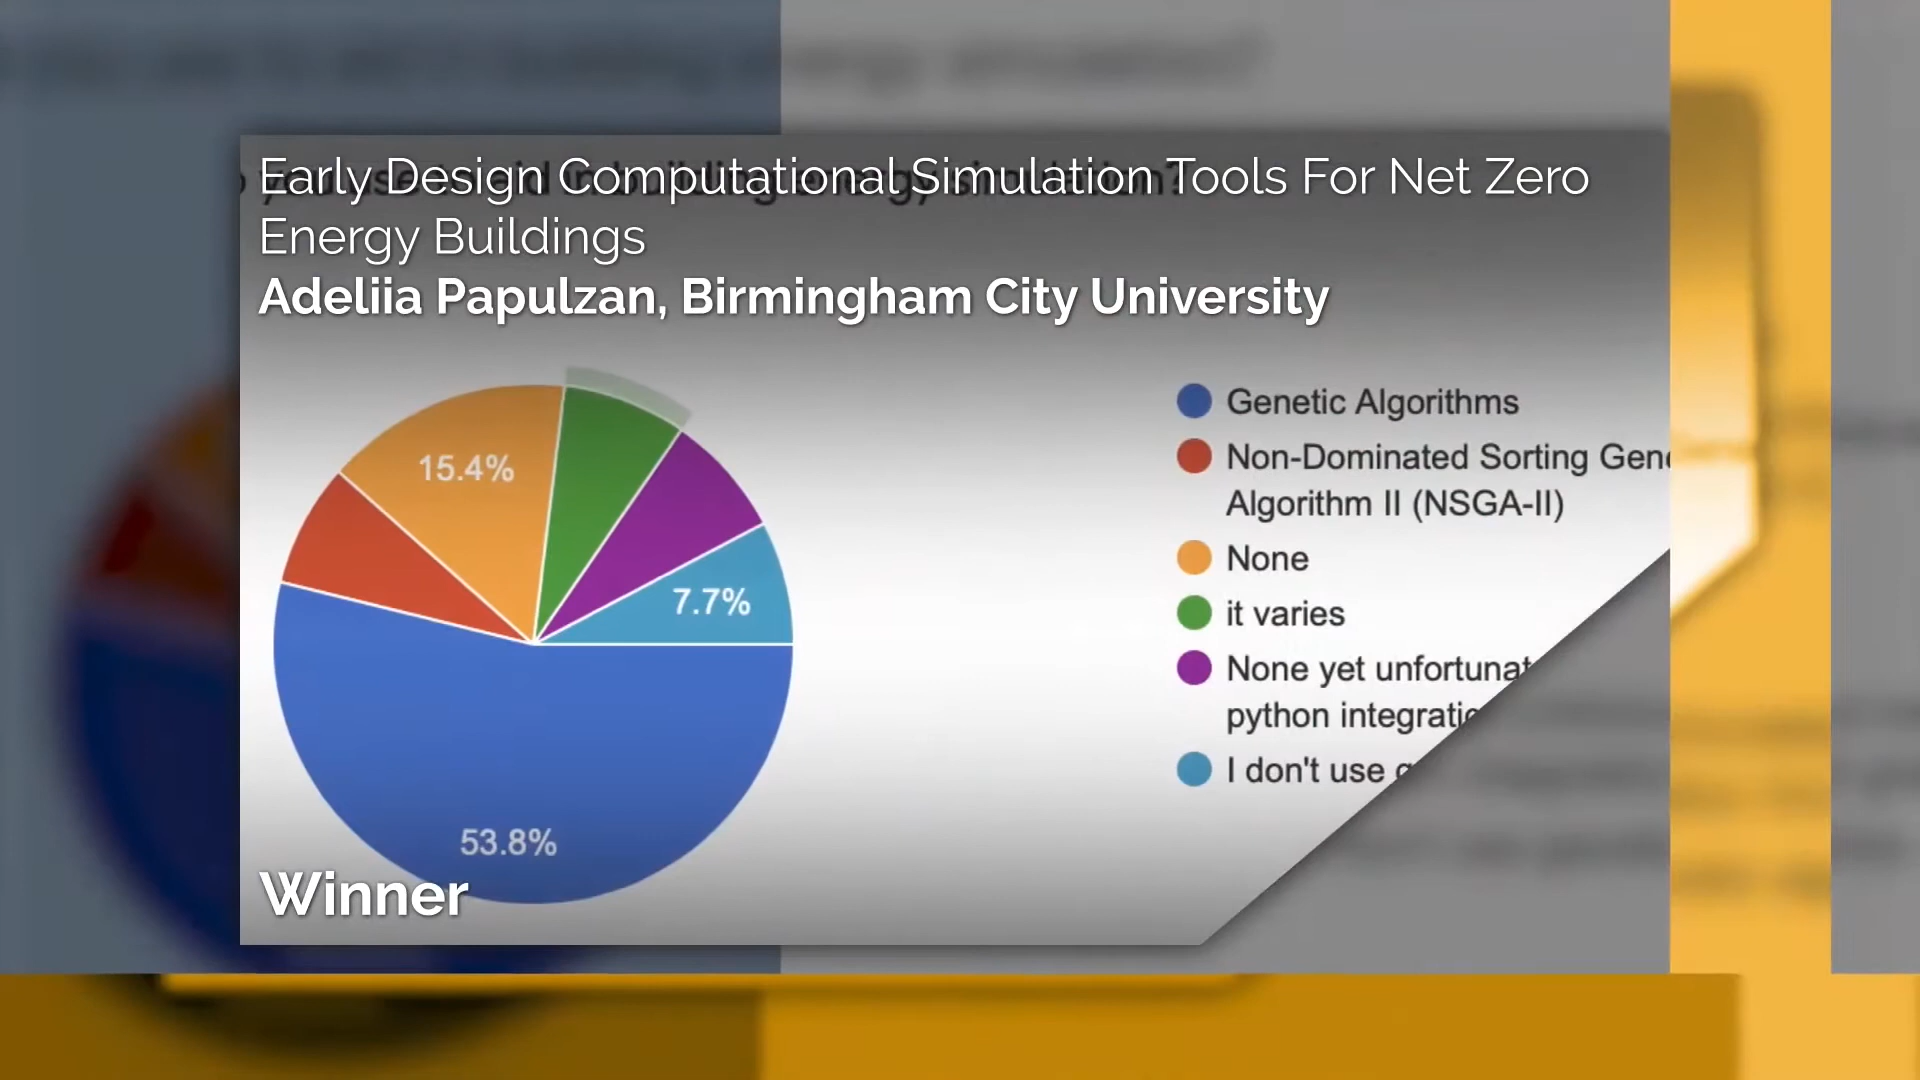 Early Design Computational Simulation Tools For Net Zero
Energy Buildings
Adeliia Papulzan, Birmingham City University
15.4%
7.7%
53.8%
Genetic Algorithms
Non-Dominated Sorting
Algorithm II (NSGA-II)
None
it varies
None yet
python
I don't use
Winner